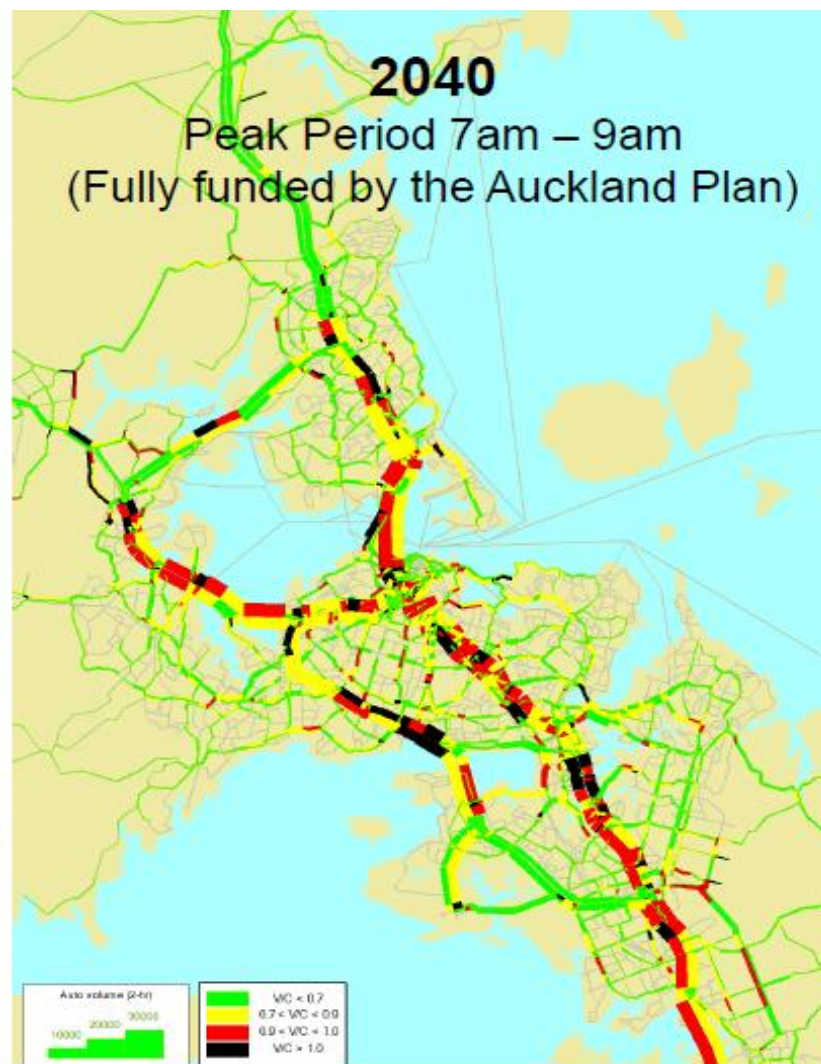 2040
Peak Period 7am – 9am
(Fully funded by the Auckland Plan)
Auto volume (2-hr)
10000
20000
30000
V/C < 0.7
0.7 < V/C < 0.9
0.9 < V/C < 1.0
V/C > 1.0